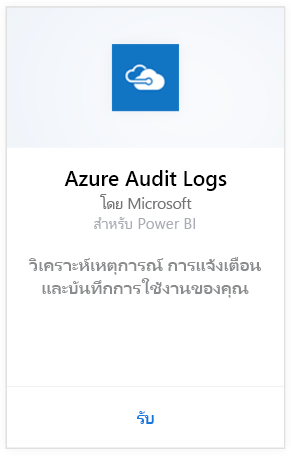 Azure Audit Logs
โดย Microsoft
สำหรับ Power BI
วิเคราะห์เหตุการณ์ การแจ้งเตือน
และบันทึกการใช้งานของคุณ
รับ